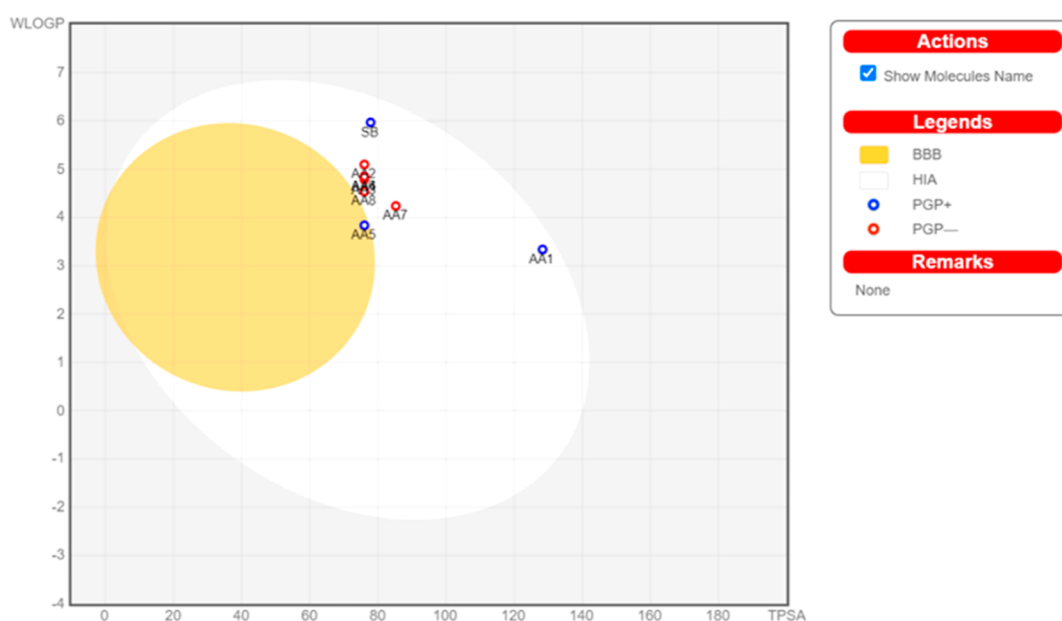 WLOGP
7
6
5
4
3
2
1
0
-1
-2
-3
-4
0
20
40
60
80
100
120
140
160
180
TPSA
SB
AA2
AA8
AA7
AA5
AA1
Actions
Show Molecules Name
Legends
BBB
HIA
PGP+
PGP—
Remarks
None